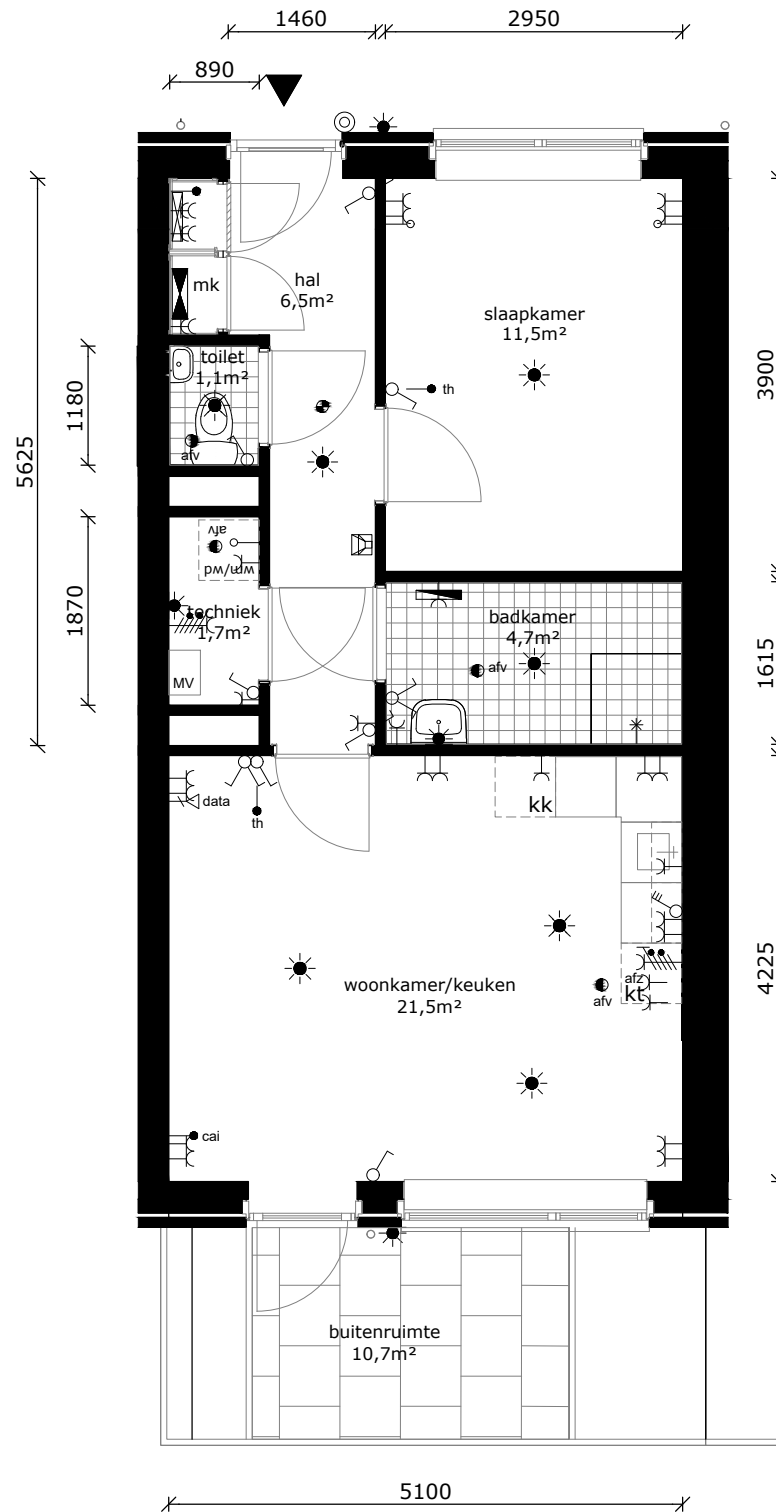 1460
2950
890
mk
hal
6,5m²
slaapkamer
11,5m²
3900
toilet
1,1m²
th
1180
afv
5625
afv
wm/wd
techniek
1,7m²
1870
badkamer
4,7m²
afv
1615
MV
data
th
kk
woonkamer/keuken
21,5m²
afz
kt
afv
4225
cai
buitenruimte
10,7m²
5100